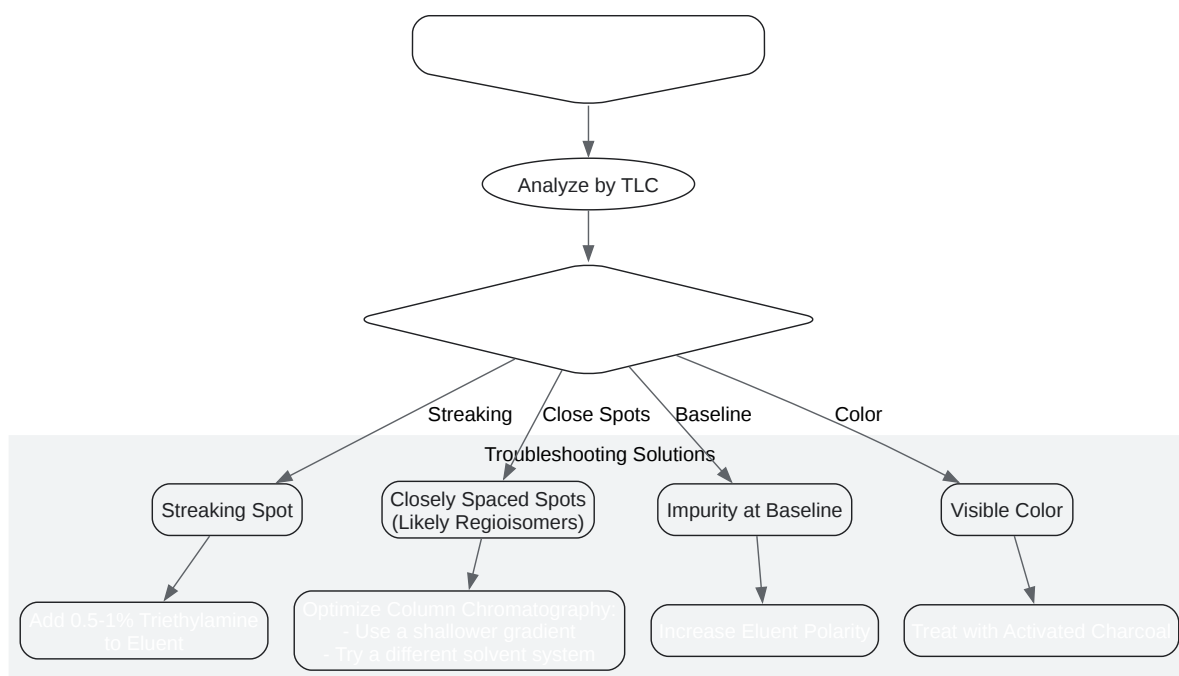 Analyze by TLC
Streaking
Close Spots
Baseline
Color
Troubleshooting Solutions
Streaking Spot
Closely Spaced Spots
(Likely Regioisomers)
Impurity at Baseline
Visible Color
Add 0.5-1% Triethylamine
to Eluent
Optimize Column Chromatography:
- Use a shallower gradient
- Try a different solvent system
Increase Eluent Polarity
Treat with Activated Charcoal